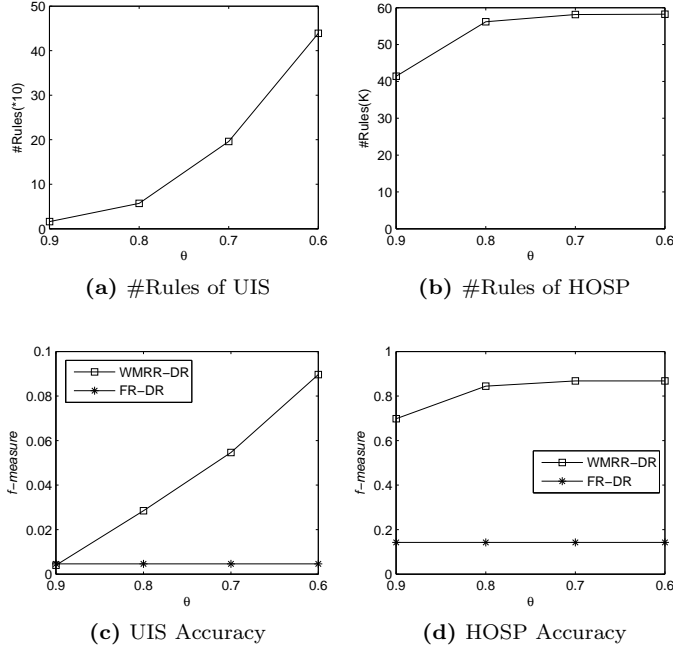 50
40
30
20
10
0
#Rules(*10)
0.9 0.8 0.7 0.6
θ
(a) #Rules of UIS
60
50
40
30
20
10
0
#Rules(K)
0.9 0.8 0.7 0.6
θ
(b) #Rules of HOSP
0.1
0.08
0.06
0.04
0.02
0
f−measure
WMRR−DR
FR−DR
0.9 0.8 0.7 0.6
θ
(c) UIS Accuracy
1
0.8
0.6
0.4
0.2
0
f−measure
WMRR−DR
FR−DR
0.9 0.8 0.7 0.6
θ
(d) HOSP Accuracy